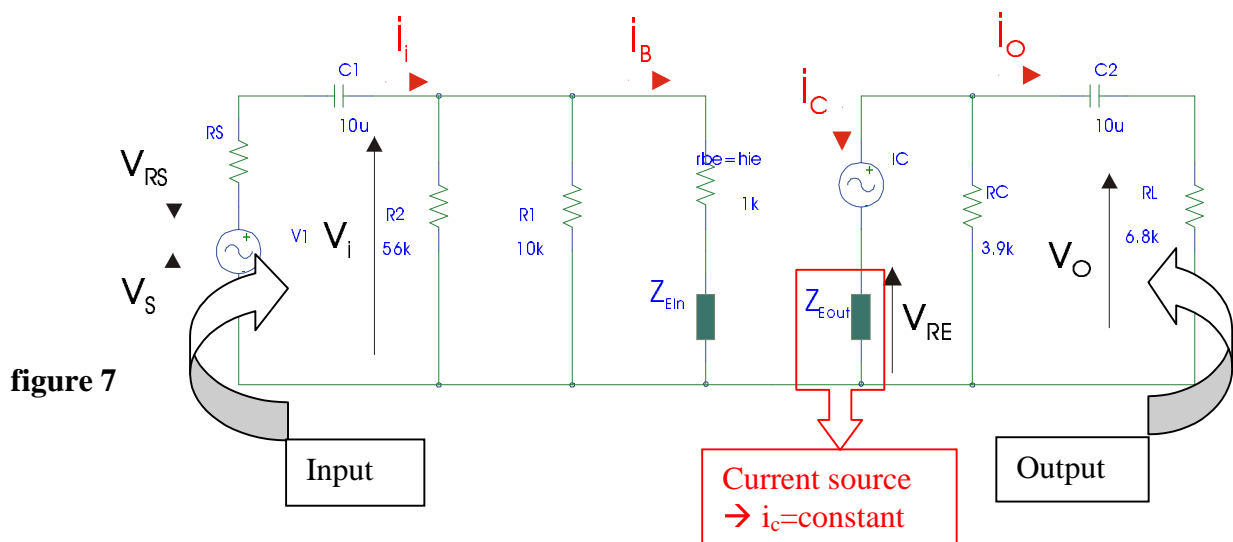 ii
iB
iO
C1
C2
iC
10u
10u
RS
VRS
rbe=hie
IC
1k
R2
R1
RC
RL
V1
Vi
56k
10k
3.9k
6.8k
VS
VO
ZEIn
ZEout
VRE
figure 7
Input
Current source
→ ic=constant
Output